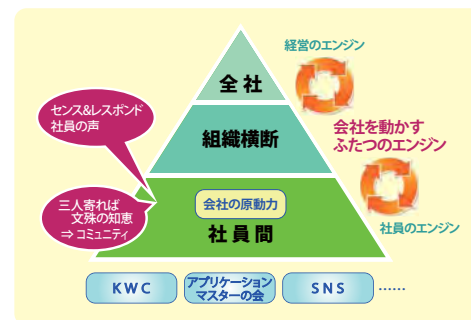 経営のエンジン
全社
センス&レスポンド
社員の声
組織横断
会社を動かす
ふたつのエンジン
三人寄れば
文殊の知恵
⇒ コミュニティ
会社の原動力
社員間
社員のエンジン
KWC
アプリケーション
マスターの会
SNS
……